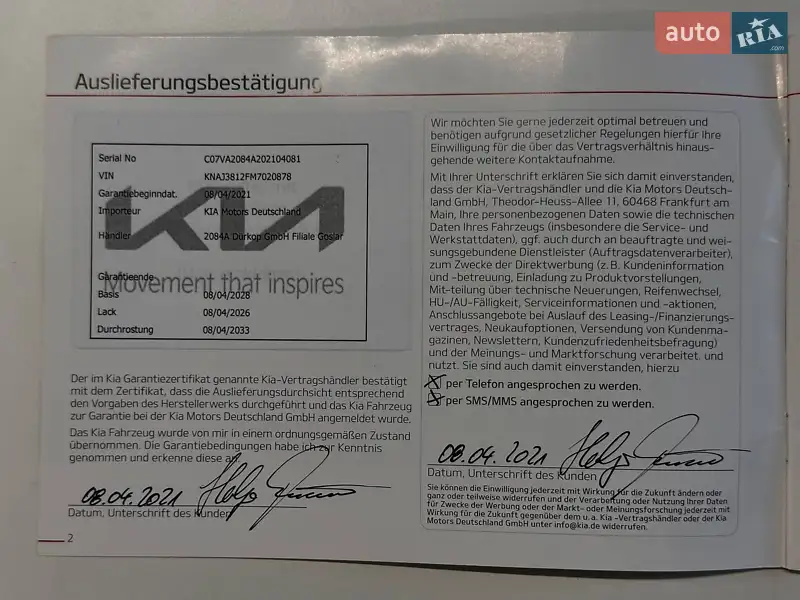 auto RIA .com
Auslieferungsbestätigung
Serial No C07VA2084A202104081
VIN KNAJ3812FM7020878
Garantiebeginndat. 08/04/2021
Importeur KIA Motors Deutschland
Händler 2084A Dürkop GmbH Filiale Goslar
KIA
Garantieende
Movement that inspires
Basis 08/04/2028
Lack 08/04/2026
Durchrostung 08/04/2033
Der im Kia Garantiezertifikat genannte Kia-Vertragshändler bestätigt
mit dem Zertifikat, dass die Auslieferungsdurchsicht entsprechend
den Vorgaben des Herstellerwerks durchgeführt und das Kia Fahrzeug
zur Garantie bei der Kia Motors Deutschland GmbH angemeldet wurde.
Das Kia Fahrzeug wurde von mir in einem ordnungsgemäßen Zustand
übernommen. Die Garantiebedingungen habe ich zur Kenntnis
genommen und erkenne diese an.
08.04.2021
Datum, Unterschrift des Kunden
2
Wir möchten Sie gerne jederzeit optimal betreuen und
benötigen aufgrund gesetzlicher Regelungen hierfür Ihre
Einwilligung für die über das Vertragsverhältnis hinaus-
gehende weitere Kontaktaufnahme.
Mit Ihrer Unterschrift erklären Sie sich damit einverstanden,
dass der Kia-Vertragshändler und die Kia Motors Deutsch-
land GmbH, Theodor-Heuss-Allee 11, 60468 Frankfurt am
Main, Ihre personenbezogenen Daten sowie die technischen
Daten Ihres Fahrzeugs (insbesondere die Service- und
Werkstattdaten), ggf. auch durch an beauftragte und wei-
sungsgebundene Dienstleister (Auftragsdatenverarbeiter),
zum Zwecke der Direktwerbung (z.B. Kundeninformation
und -betreuung, Einladung zu Produktvorstellungen,
Mit-teilung über technische Neuerungen, Reifenwechsel,
HU-/AU-Fälligkeit, Serviceinformationen und -aktionen,
Anschlussangebote bei Auslauf des Leasing-/Finanzierungs-
vertrages, Neukaufoptionen, Versendung von Kundenma-
gazinen, Newslettern, Kundenzufriedenheitsbefragung)
und der Meinungs- und Marktforschung verarbeitet. und
nutzt. Sie sind auch damit einverstanden, hierzu
per Telefon angesprochen zu werden.
per SMS/MMS angesprochen zu werden.
08.04.2021
Datum, Unterschrift des Kunden
Sie können die Einwilligung jederzeit mit Wirkung für die Zukunft ändern oder
ganz oder teilweise widerrufen und der Verarbeitung oder Nutzung Ihrer Daten
für Zwecke der Werbung oder der Markt- oder Meinungsforschung jederzeit mit
Wirkung für die Zukunft gegenüber dem u.a. Kia -Vertragshändler oder der Kia
Motors Deutschland GmbH unter info@kia.de widerrufen.